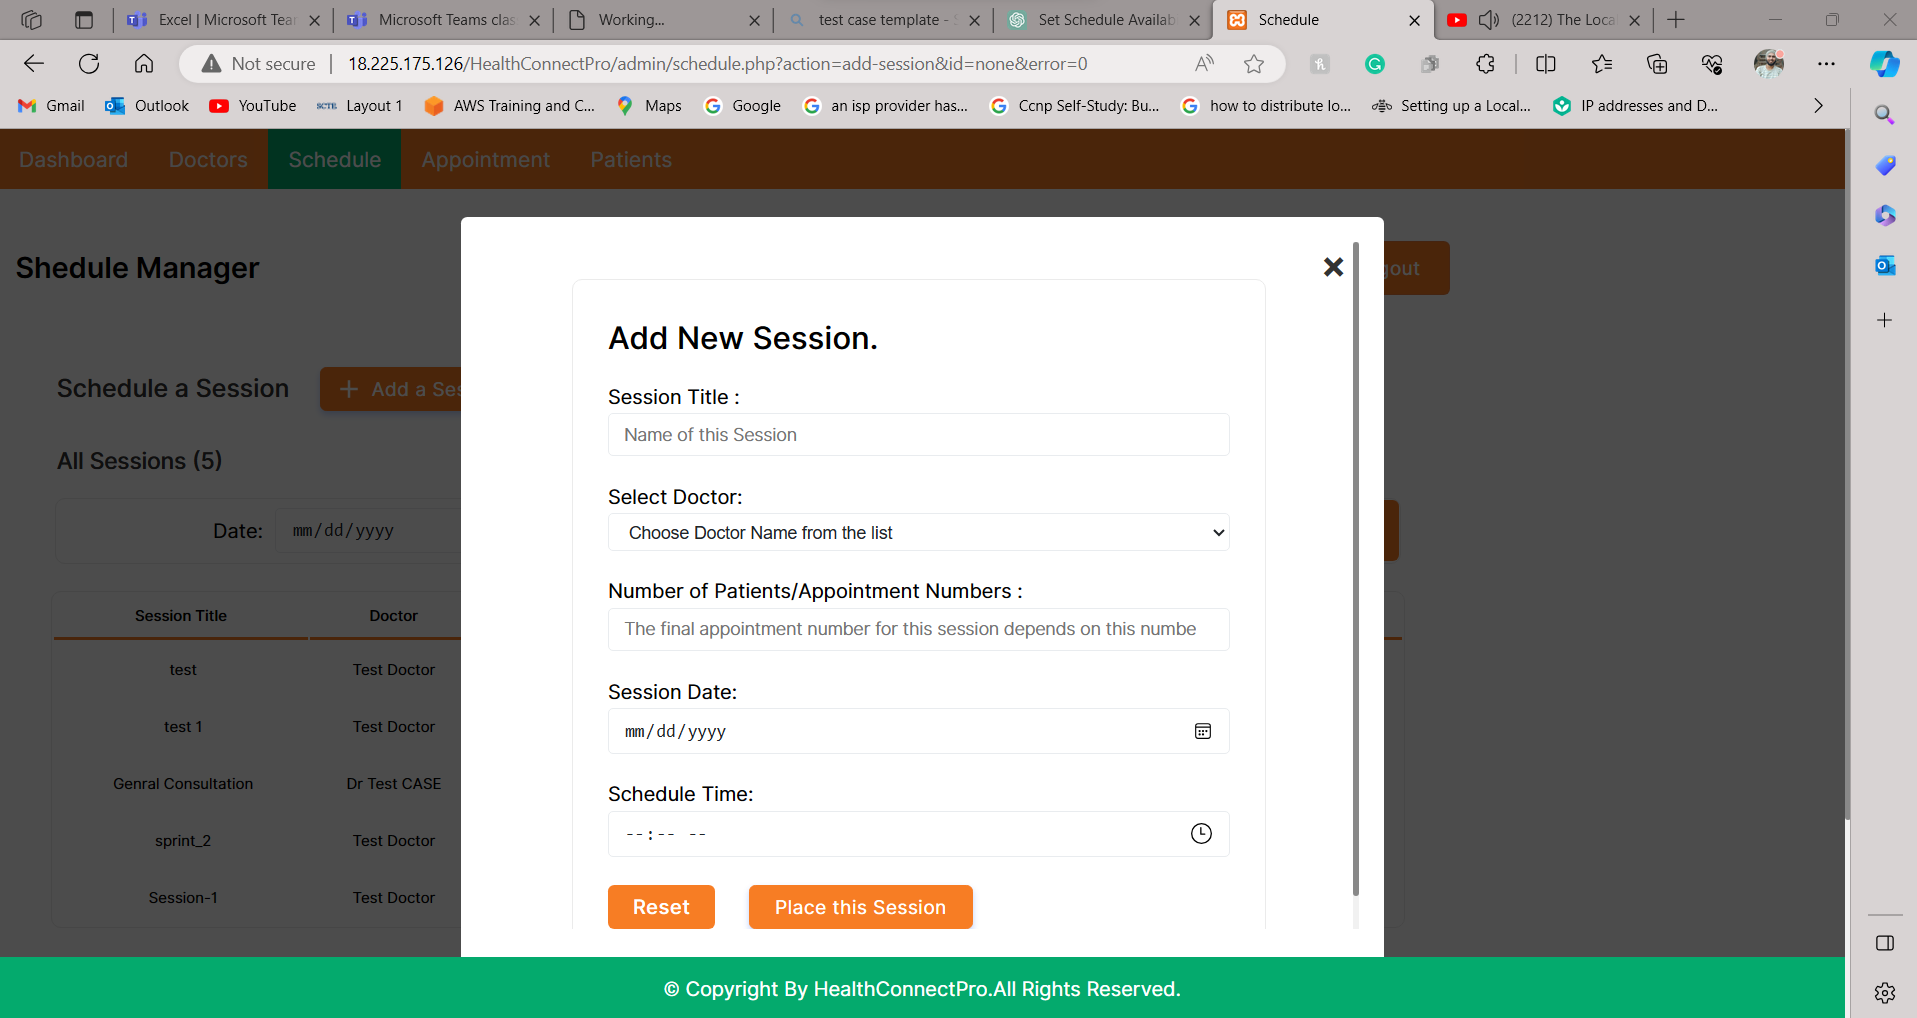 Excel | Microsoft Tea
Microsoft Teams clas
Working...
test case template -
Set Schedule Availab
Schedule
(2212) The Loca
Not secure
18.225.175.126/HealthConnectPro/admin/schedule.php?action=add-session&id=none&error=0
Gmail
Outlook
YouTube
SCTE Layout 1
AWS Training and C...
Maps
Google
an isp provider has...
Ccnp Self-Study: Bu...
how to distribute lo...
Setting up a Local...
IP addresses and D...
Dashboard
Doctors
Schedule
Appointment
Patients
Shedule Manager
gout
Schedule a Session
+ Add a Ses
All Sessions (5)
Date: mm/dd/yyyy
Session Title Doctor
test Test Doctor
test 1 Test Doctor
Genral Consultation Dr Test CASE
sprint_2 Test Doctor
Session-1 Test Doctor
Add New Session.
Session Title :
Name of this Session
Select Doctor:
Choose Doctor Name from the list
Number of Patients/Appointment Numbers :
The final appointment number for this session depends on this numbe
Session Date:
mm/dd/yyyy
Schedule Time:
--:-- --
Reset
Place this Session
© Copyright By HealthConnectPro.All Rights Reserved.